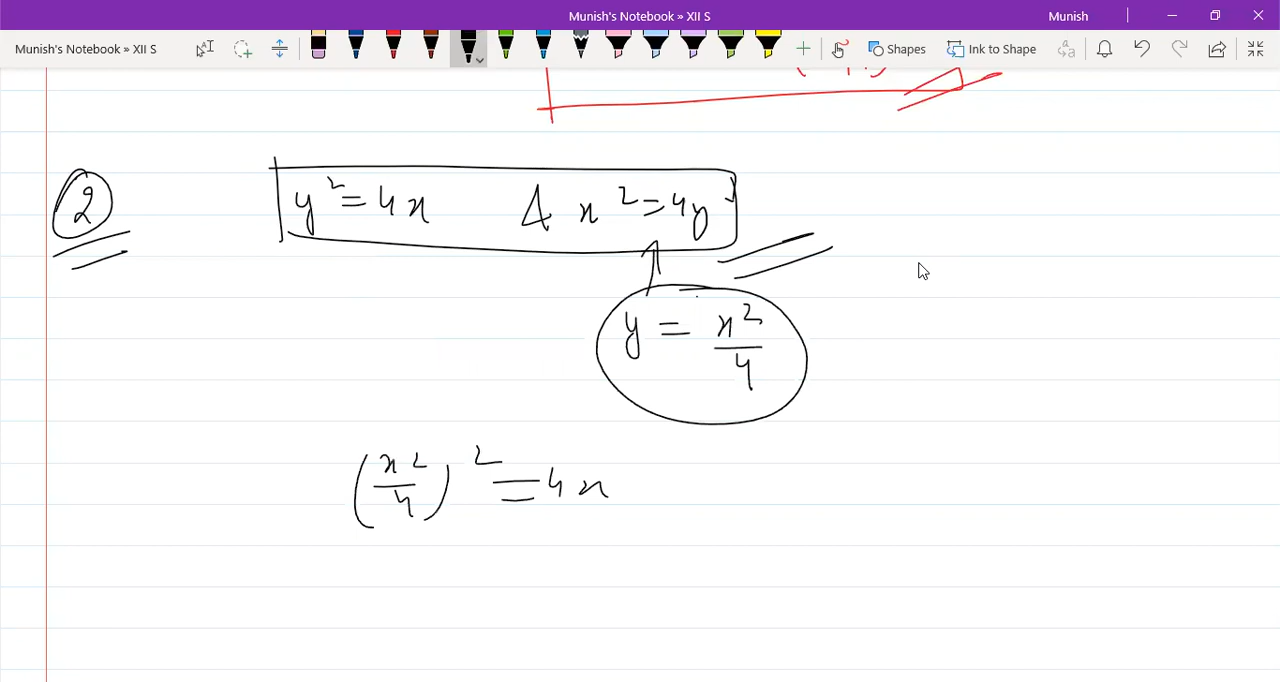 Munish's Notebook » XII S
Munish
Munish's Notebook » XII S
Shapes
Ink to Shape
2
y² = 4x & x² = 4y
y = x²/4
(x²/4)² = 4x